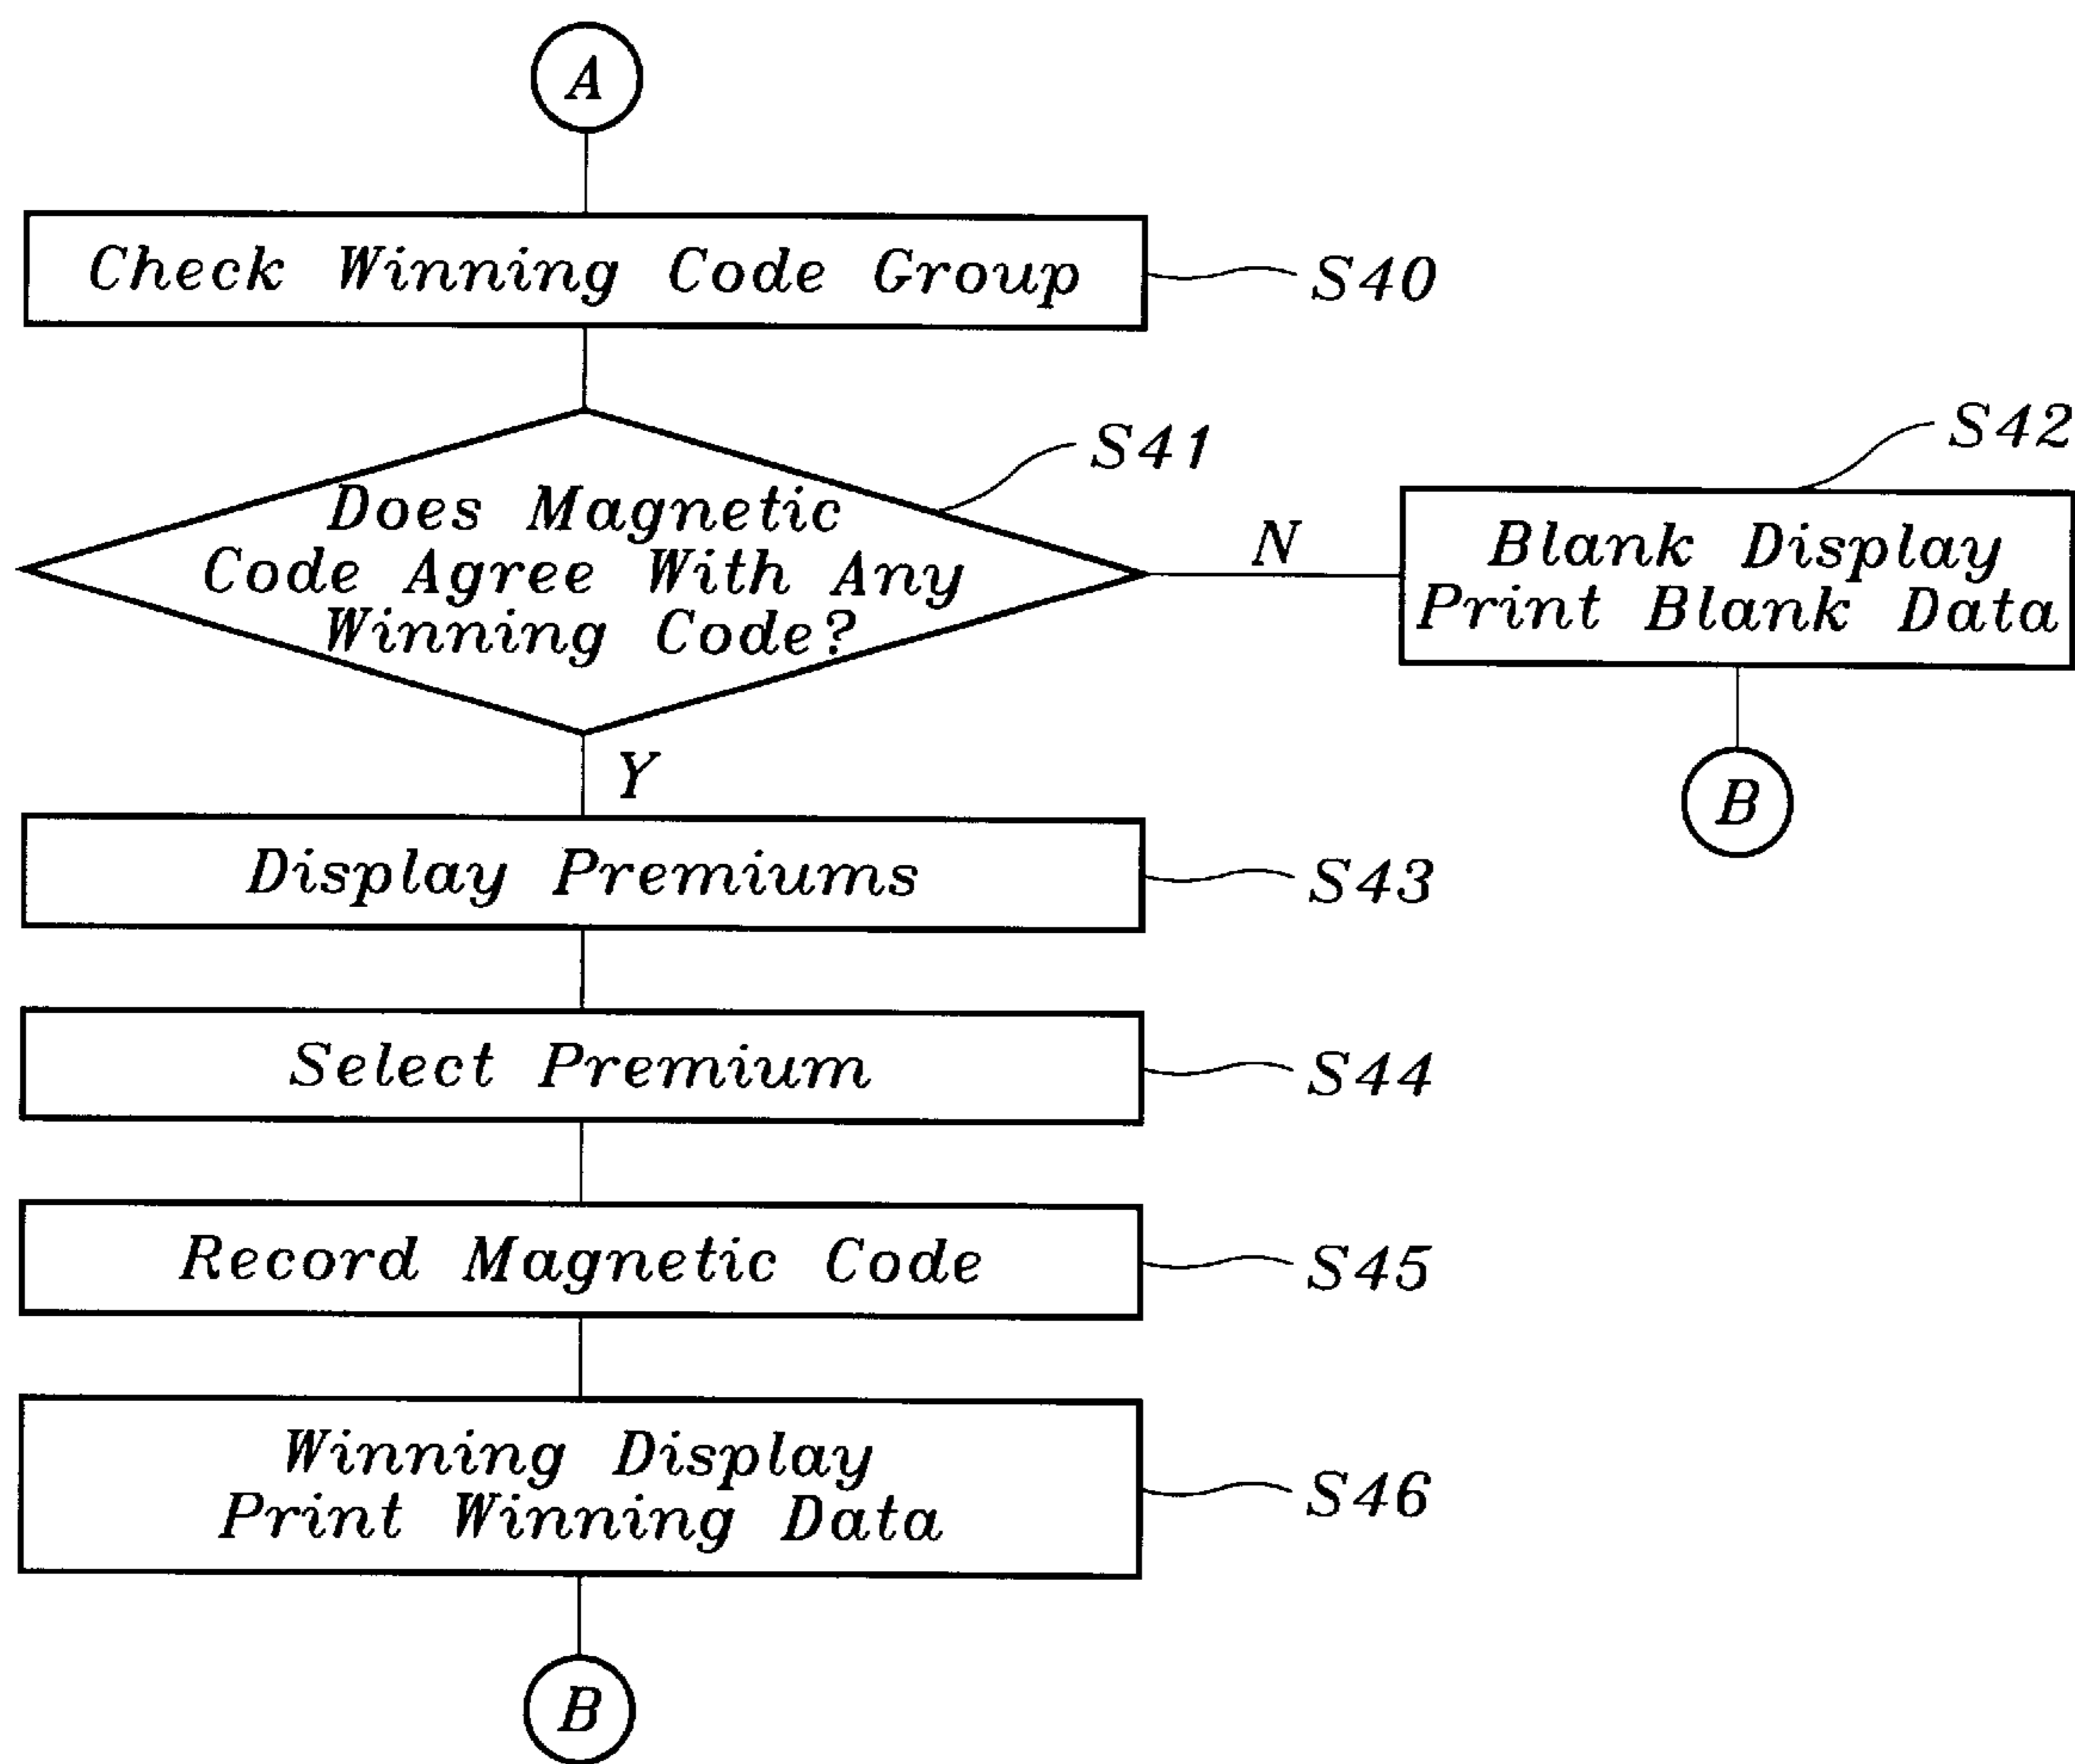 A
Check Winning Code Group
S40
S41
Does Magnetic
Code Agree With Any
Winning Code?
N
S42
Blank Display
Print Blank Data
B
Y
Display Premiums
S43
Select Premium
S44
Record Magnetic Code
S45
Winning Display
Print Winning Data
S46
B